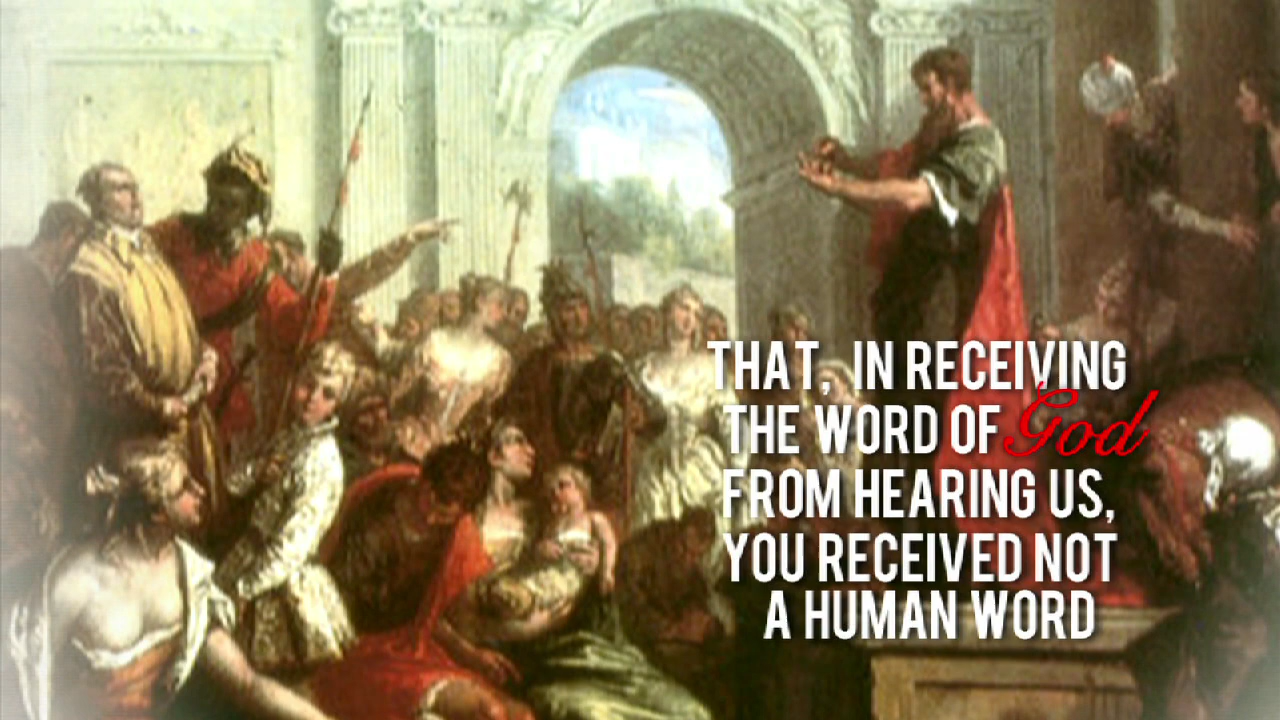 THAT, IN RECEIVING
THE WORD OF God
FROM HEARING US,
YOU RECEIVED NOT
A HUMAN WORD